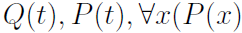 Q(t), P(t), ∀x(P(x)